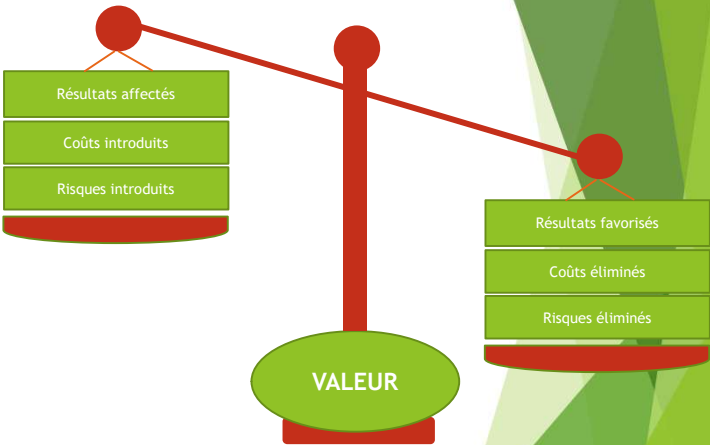 Résultats affectés
Coûts introduits
Risques introduits
Résultats favorisés
Coûts éliminés
Risques éliminés
VALEUR